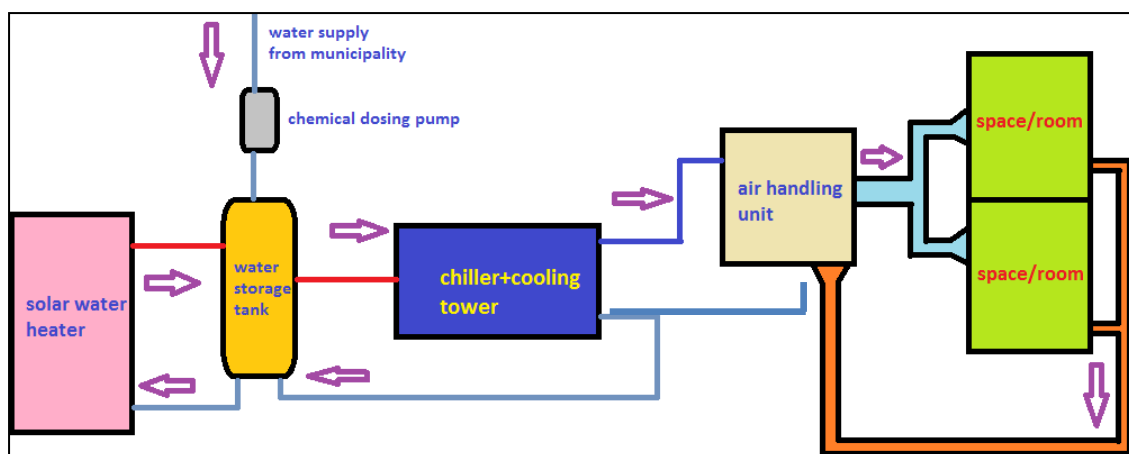 water supply
from municipality
chemical dosing pump
solar water
heater
water
storage
tank
chiller+cooling
tower
air handling
unit
space/room
space/room